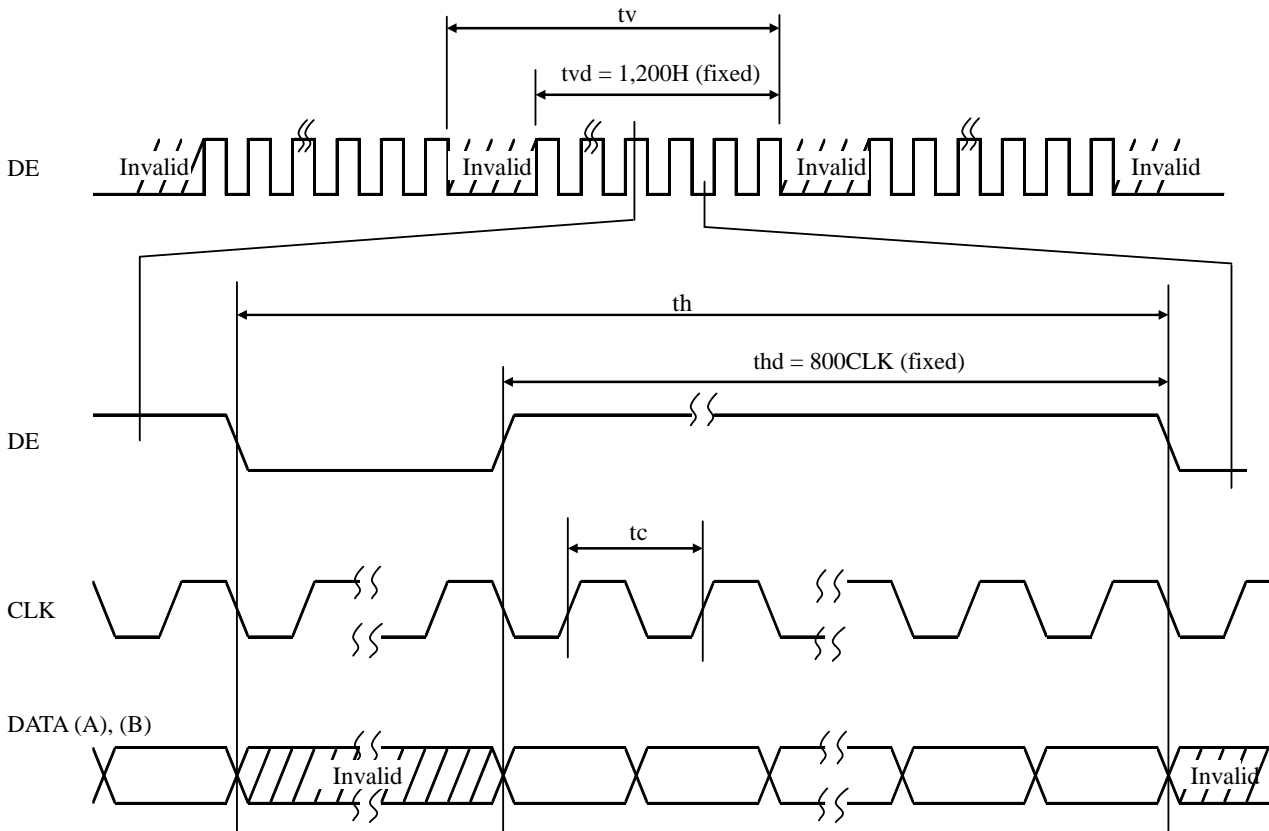 tv
tvd = 1,200H (fixed)
DE
Invalid
Invalid
Invalid
Invalid
th
thd = 800CLK (fixed)
DE
tc
CLK
DATA (A), (B)
Invalid
Invalid